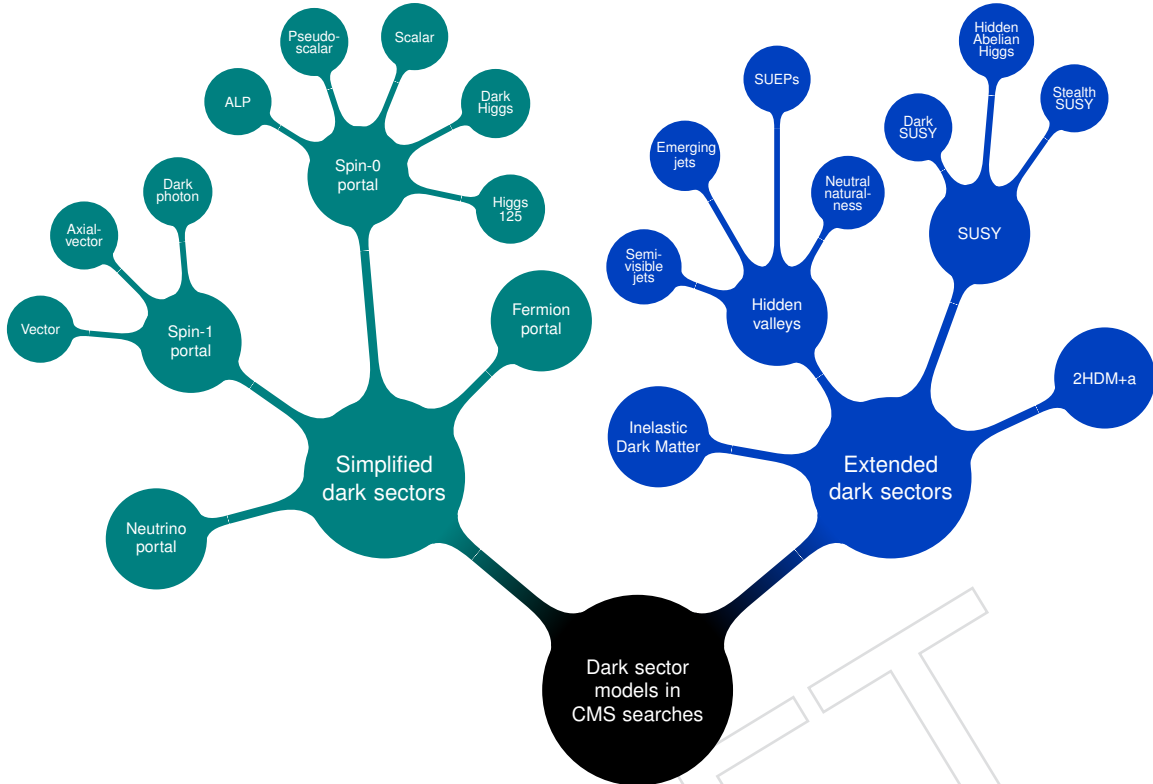 Pseudo-
scalar
Scalar
ALP
Dark
Higgs
Spin-0
portal
Higgs
125
Dark
photon
Axial-
vector
Vector
Spin-1
portal
Fermion
portal
Simplified
dark sectors
Neutrino
portal
Hidden
Abelian
Higgs
SUEPs
Stealth
SUSY
Dark
SUSY
Emerging
jets
Neutral
natural-
ness
SUSY
Semi-
visible
jets
Hidden
valleys
2HDM+a
Inelastic
Dark Matter
Extended
dark sectors
Dark sector
models in
CMS searches